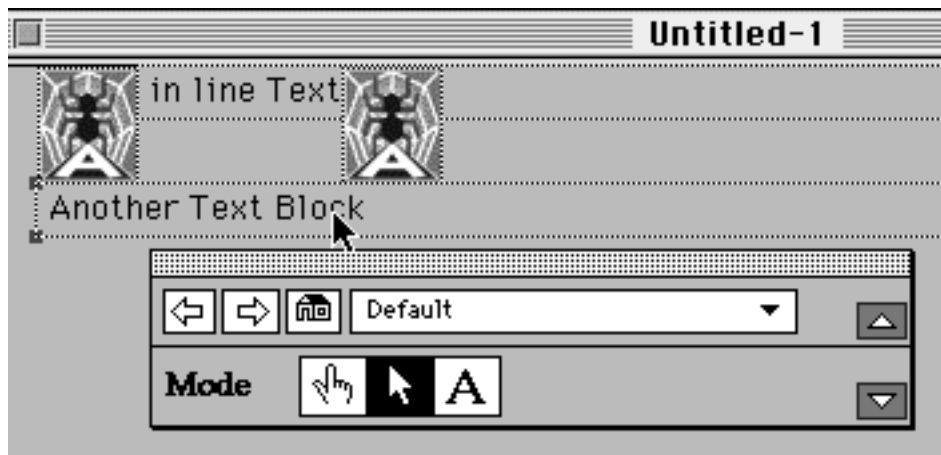 Untitled-1
in line Text
A A
Another Text Block
Default
Mode A